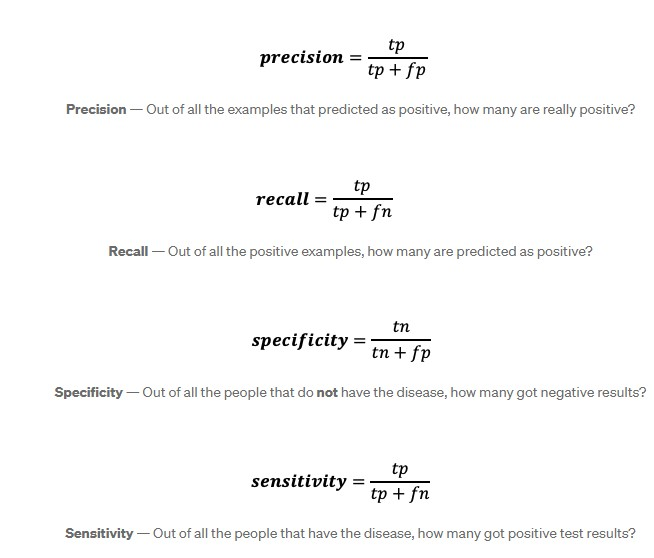 precision = tp / tp + fp
Precision — Out of all the examples that predicted as positive, how many are really positive?
recall = tp / tp + fn
Recall — Out of all the positive examples, how many are predicted as positive?
specificity = tn / tn + fp
Specificity — Out of all the people that do not have the disease, how many got negative results?
sensitivity = tp / tp + fn
Sensitivity — Out of all the people that have the disease, how many got positive test results?